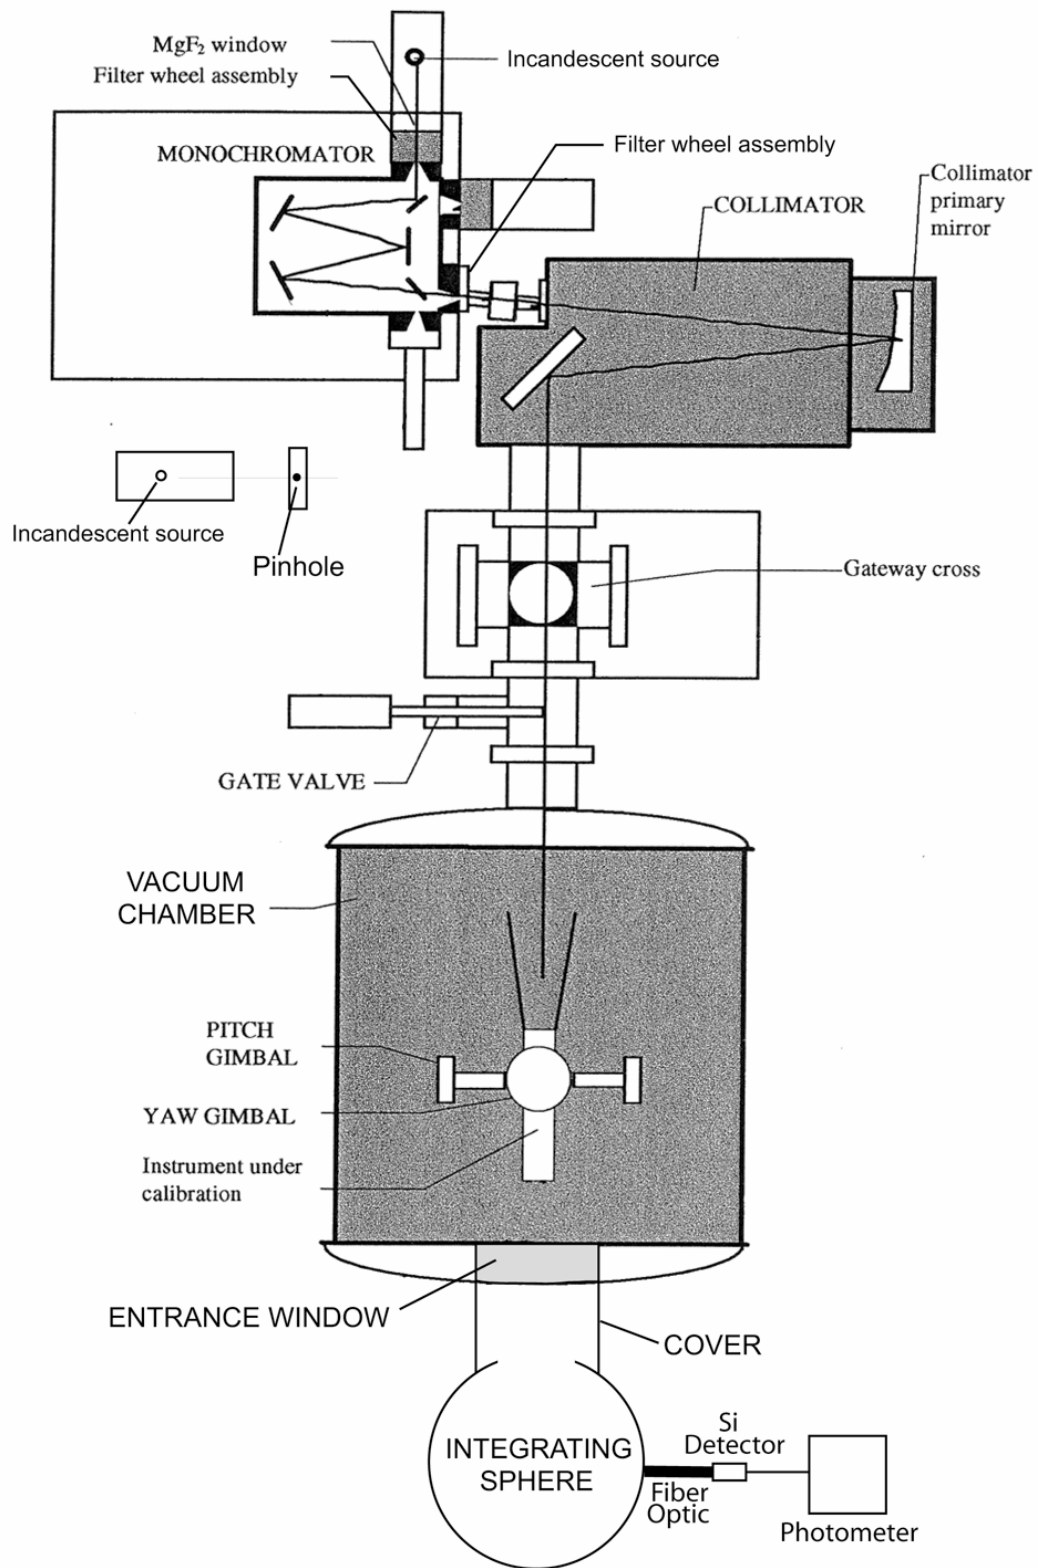 MgF₂ window
Incandescent source
Filter wheel assembly
Filter wheel assembly
MONOCHROMATOR
Collimator
primary
mirror
COLLIMATOR
Incandescent source
Pinhole
Gateway cross
GATE VALVE
VACUUM
CHAMBER
PITCH
GIMBAL
YAW GIMBAL
Instrument under
calibration
ENTRANCE WINDOW
COVER
INTEGRATING
SPHERE
Si
Detector
Fiber
Optic
Photometer